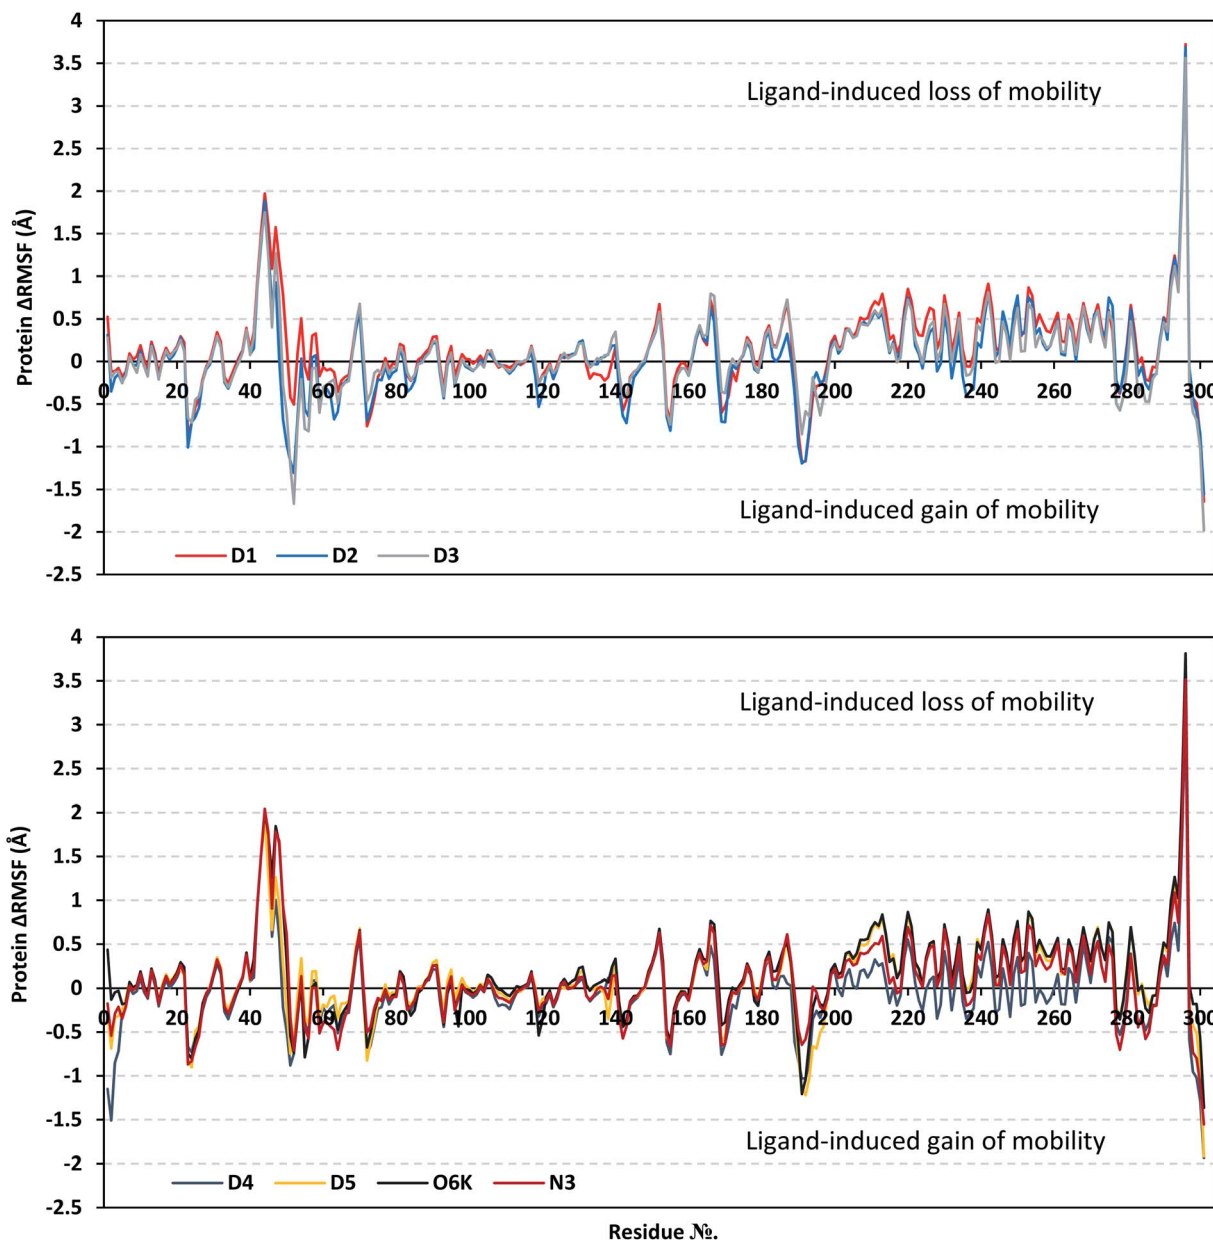 4
3.5
Ligand-induced loss of mobility
3
2.5
2
1.5
1
0.5
0
0 20 40 60 80 100 120 140 160 180 200 220 240 260 280 300
-0.5
-1
-1.5
Ligand-induced gain of mobility
-2
D1 D2 D3
-2.5
Protein ΔRMSF (Å)
4
3.5
Ligand-induced loss of mobility
3
2.5
2
1.5
1
0.5
0
0 20 40 60 80 100 120 140 160 180 200 220 240 260 280 300
-0.5
-1
-1.5
Ligand-induced gain of mobility
-2
D4 D5 O6K N3
-2.5
Protein ΔRMSF (Å)
Residue №.